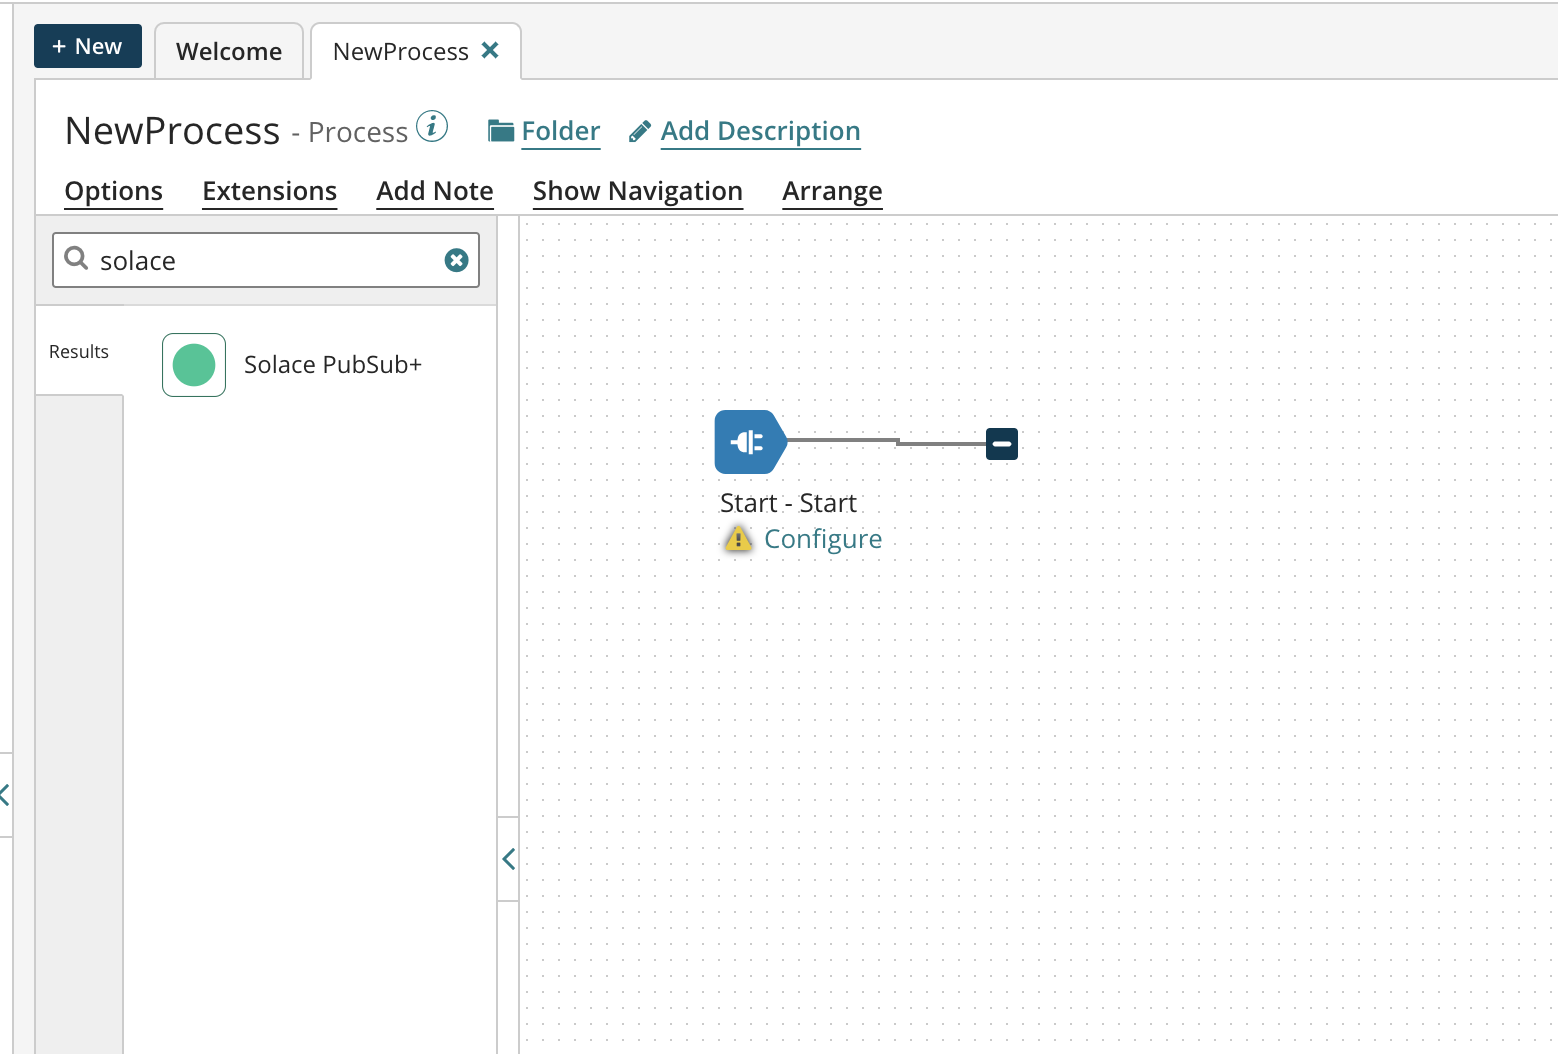 + New
Welcome
NewProcess
NewProcess - Process i
Folder
Add Description
Options
Extensions
Add Note
Show Navigation
Arrange
solace
Results
Solace PubSub+
Start - Start
Configure